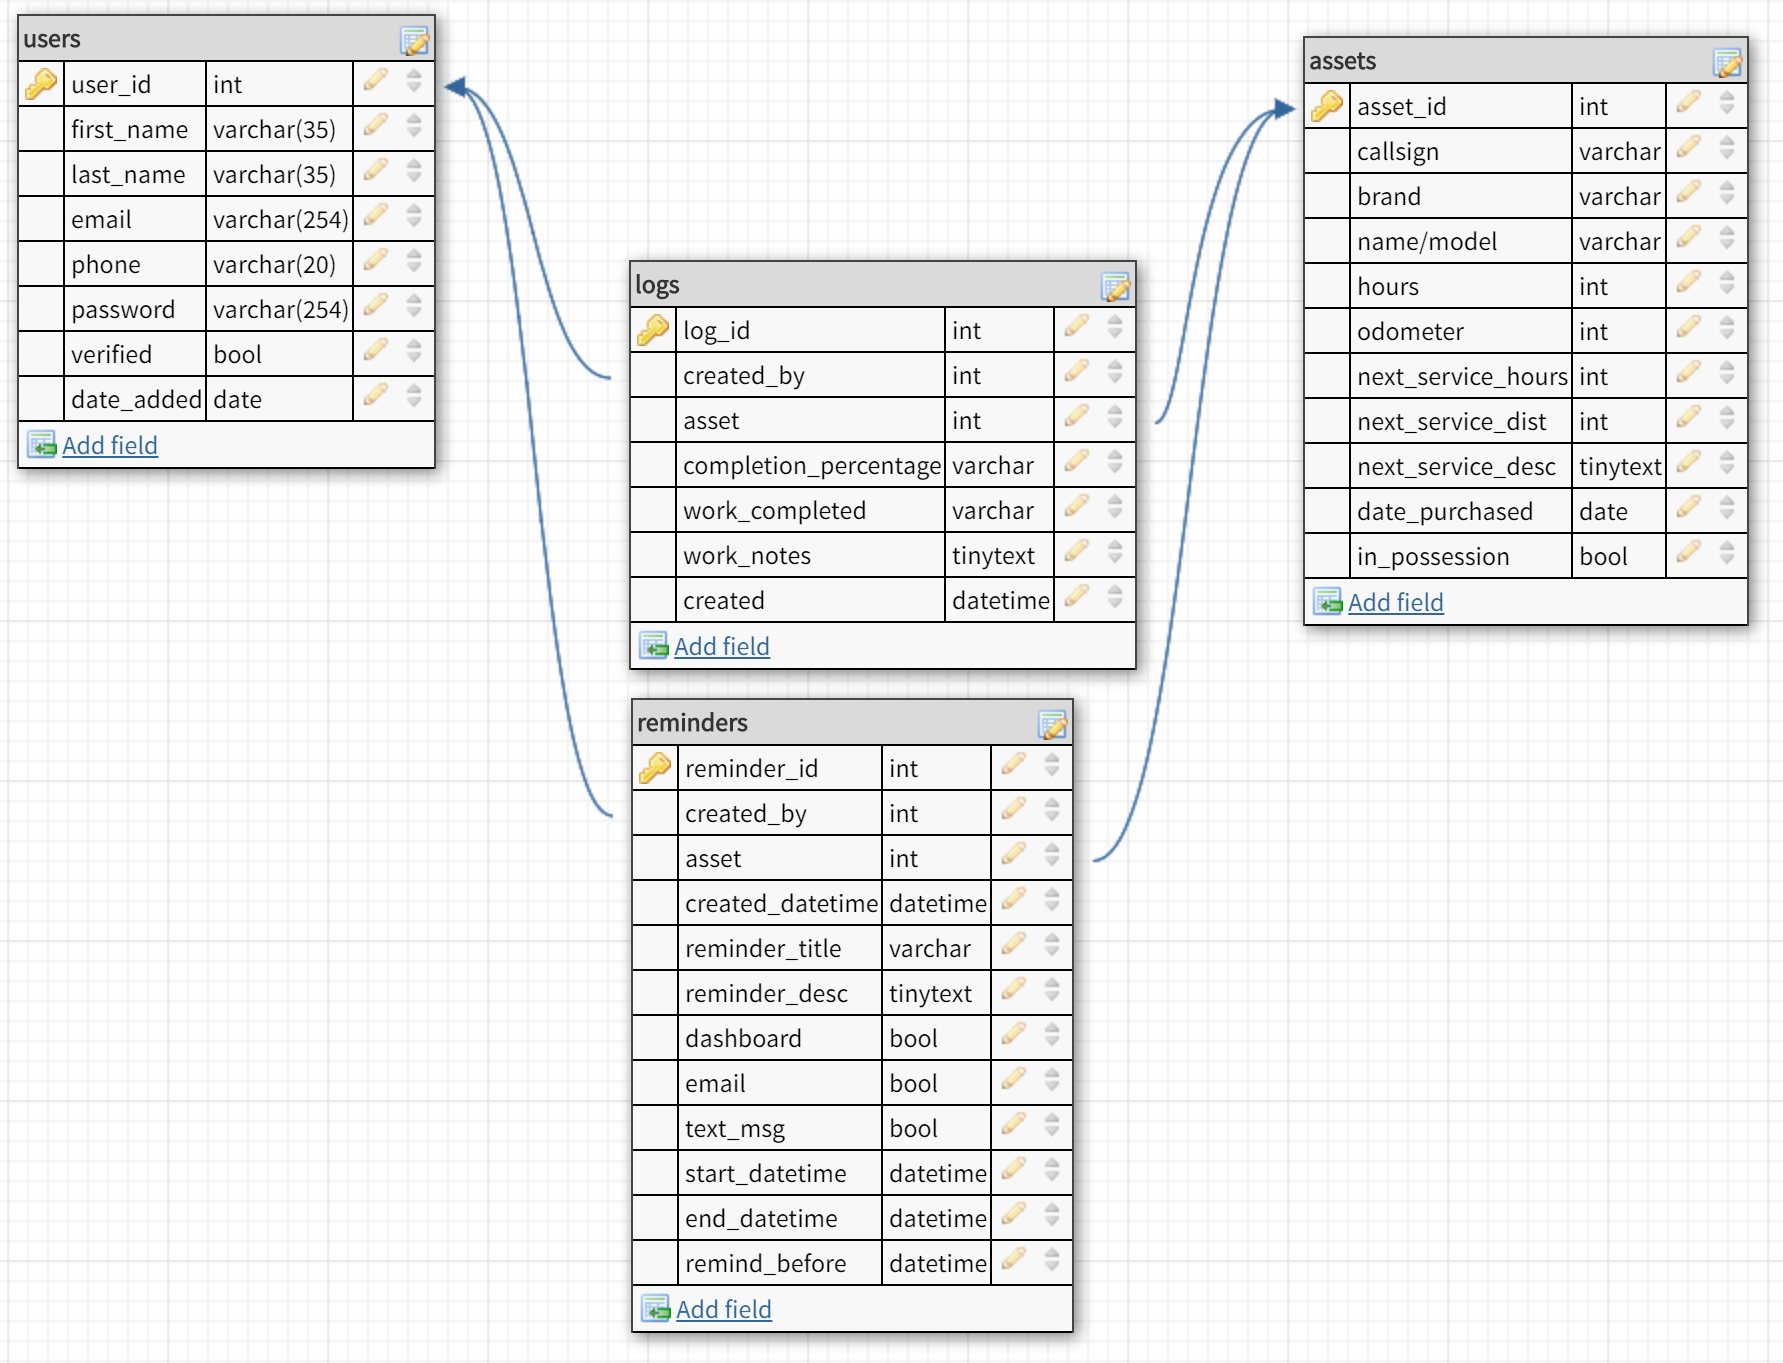 users
user_id int
first_name varchar(35)
last_name varchar(35)
email varchar(254)
phone varchar(20)
password varchar(254)
verified bool
date_added date
Add field
logs
log_id int
created_by int
asset int
completion_percentage varchar
work_completed varchar
work_notes tinytext
created datetime
Add field
reminders
reminder_id int
created_by int
asset int
created_datetime datetime
reminder_title varchar
reminder_desc tinytext
dashboard bool
email bool
text_msg bool
start_datetime datetime
end_datetime datetime
remind_before datetime
Add field
assets
asset_id int
callsign varchar
brand varchar
name/model varchar
hours int
odometer int
next_service_hours int
next_service_dist int
next_service_desc tinytext
date_purchased date
in_possession bool
Add field